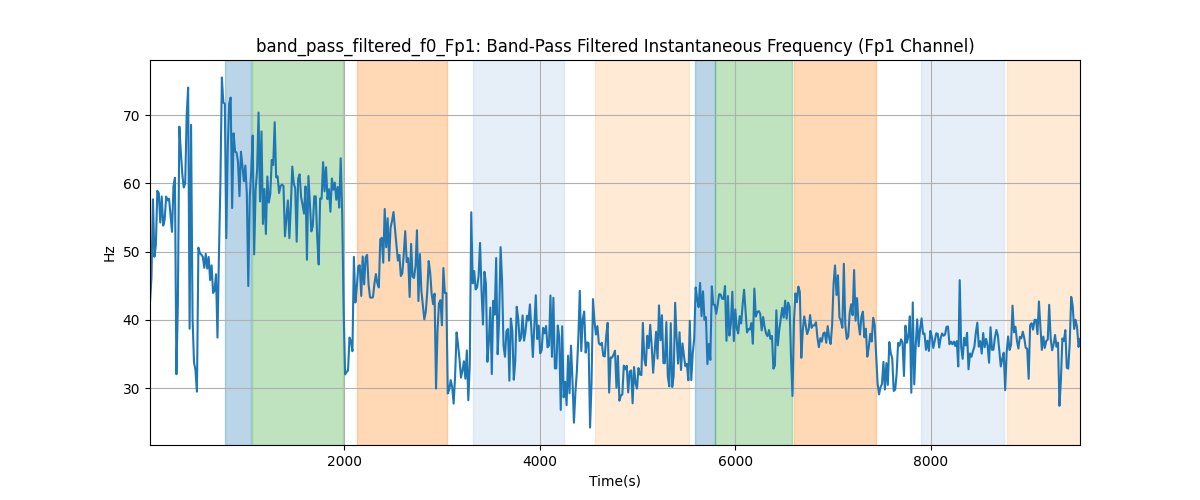 band_pass_filtered_f0_Fp1: Band-Pass Filtered Instantaneous Frequency (Fp1 Channel)
70
60
50
40
30
Hz
2000 4000 6000 8000
Time(s)